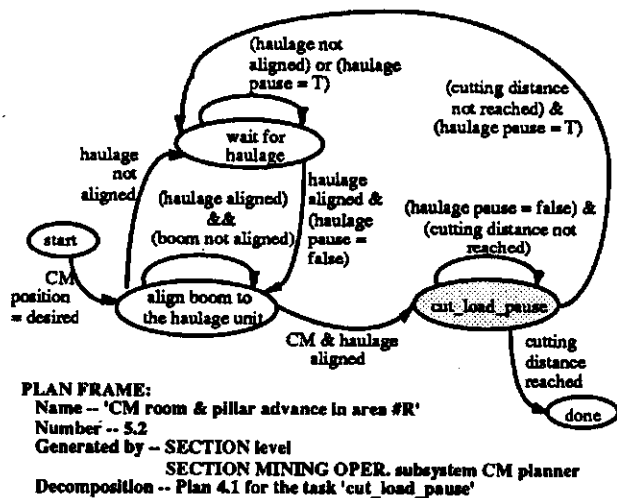 (haulage not
aligned) or (haulage
pause = T)
(cutting distance
not reached) &
(haulage pause = T)
wait for
haulage
haulage
not
aligned
(haulage aligned)
&&
(boom not aligned)
haulage
aligned &
(haulage
pause =
false)
(haulage pause = false) &
(cutting distance not
reached)
start
CM
position
= desired
align boom to
the haulage unit
cut_load_pause
CM & haulage
aligned
cutting
distance
reached
done
PLAN FRAME:
Name -- 'CM room & pillar advance in area #R'
Number -- 5.2
Generated by -- SECTION level
SECTION MINING OPER. subsystem CM planner
Decomposition -- Plan 4.1 for the task 'cut_load_pause'